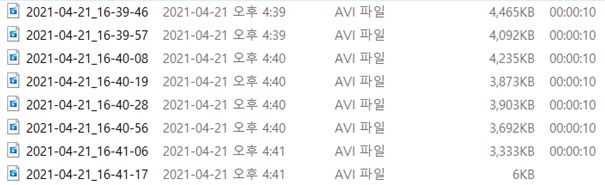 2021-04-21_16-39-46 2021-04-21 오후 4:39 AVI 파일 4,465KB 00:00:10
2021-04-21_16-39-57 2021-04-21 오후 4:39 AVI 파일 4,092KB 00:00:10
2021-04-21_16-40-08 2021-04-21 오후 4:40 AVI 파일 4,235KB 00:00:10
2021-04-21_16-40-19 2021-04-21 오후 4:40 AVI 파일 3,873KB 00:00:10
2021-04-21_16-40-28 2021-04-21 오후 4:40 AVI 파일 3,903KB 00:00:10
2021-04-21_16-40-56 2021-04-21 오후 4:40 AVI 파일 3,692KB 00:00:10
2021-04-21_16-41-06 2021-04-21 오후 4:41 AVI 파일 3,333KB 00:00:10
2021-04-21_16-41-17 2021-04-21 오후 4:41 AVI 파일 6KB